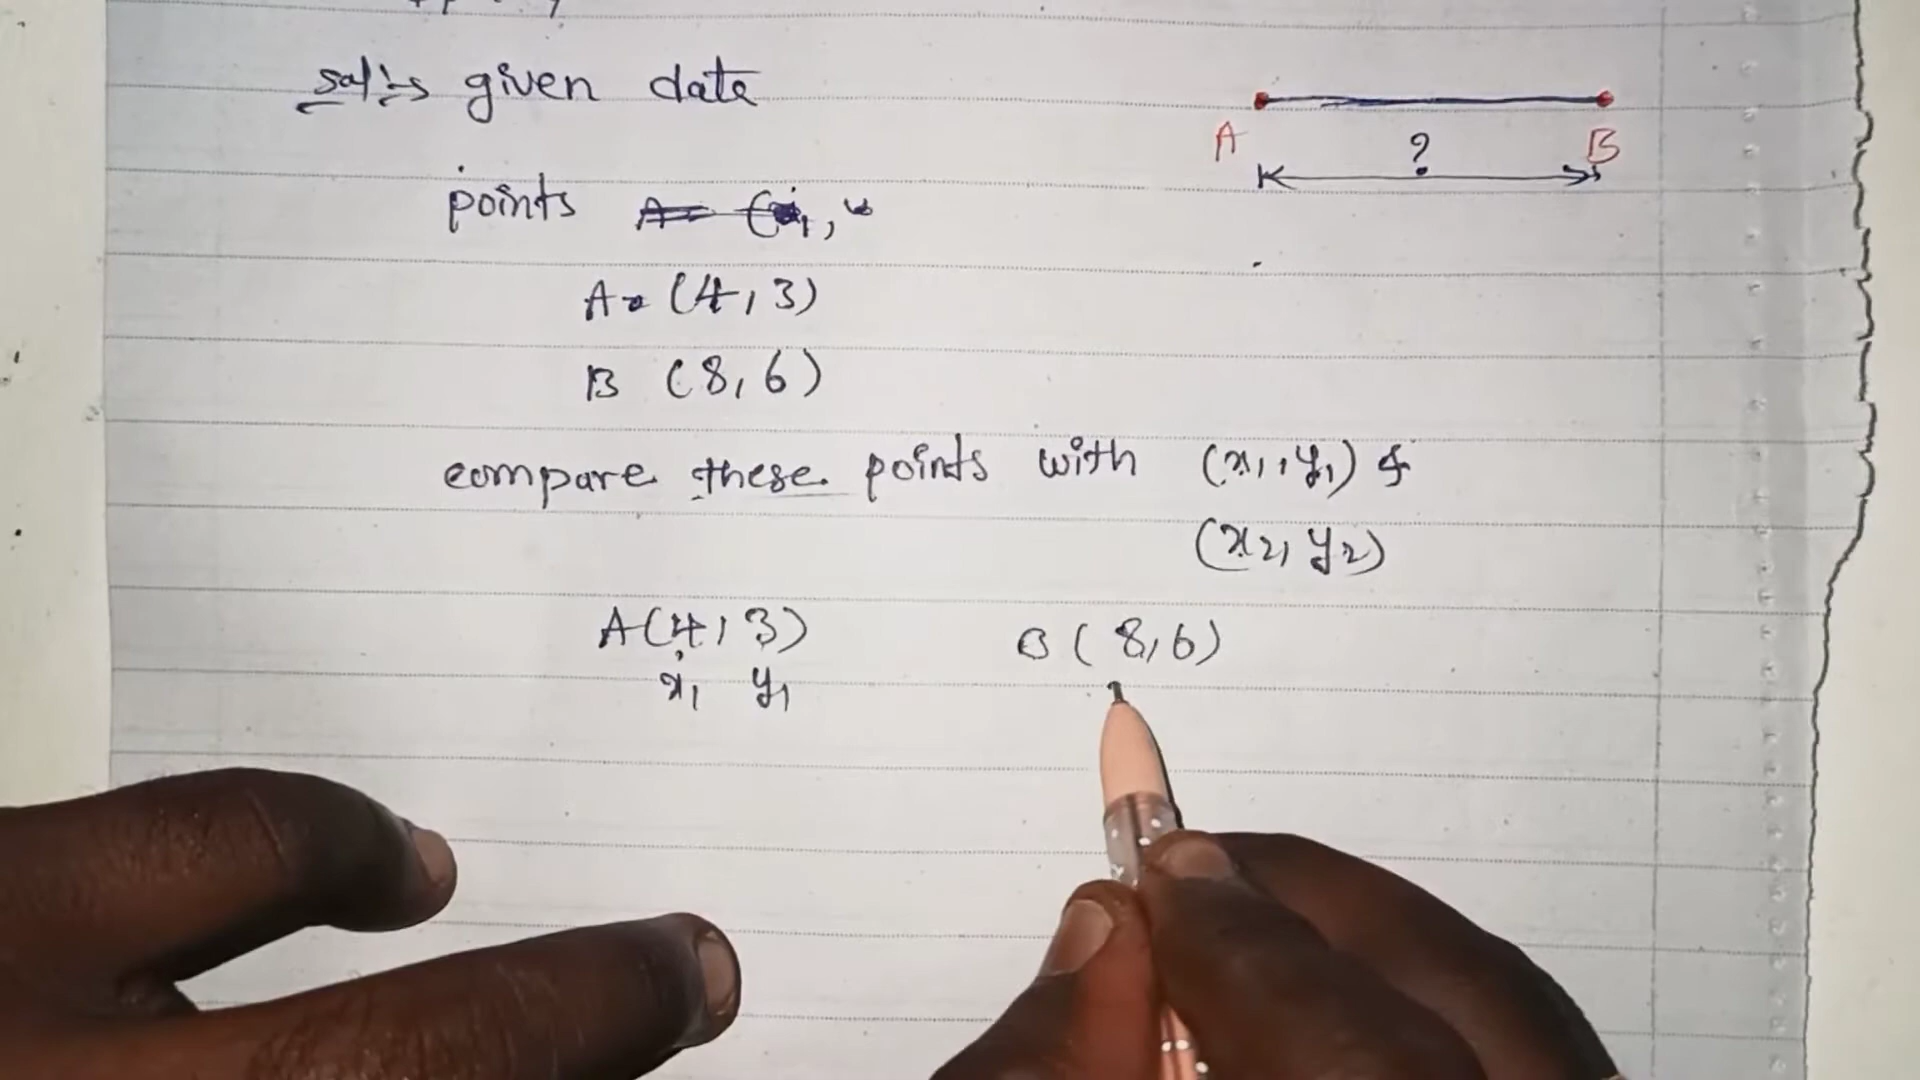 sol:→ given date
A B
?
points
A= (4, 3)
B (8, 6)
compare these points with (x₁, y₁) &
(x₂, y₂)
A(4, 3) B (8, 6)
x₁ y₁